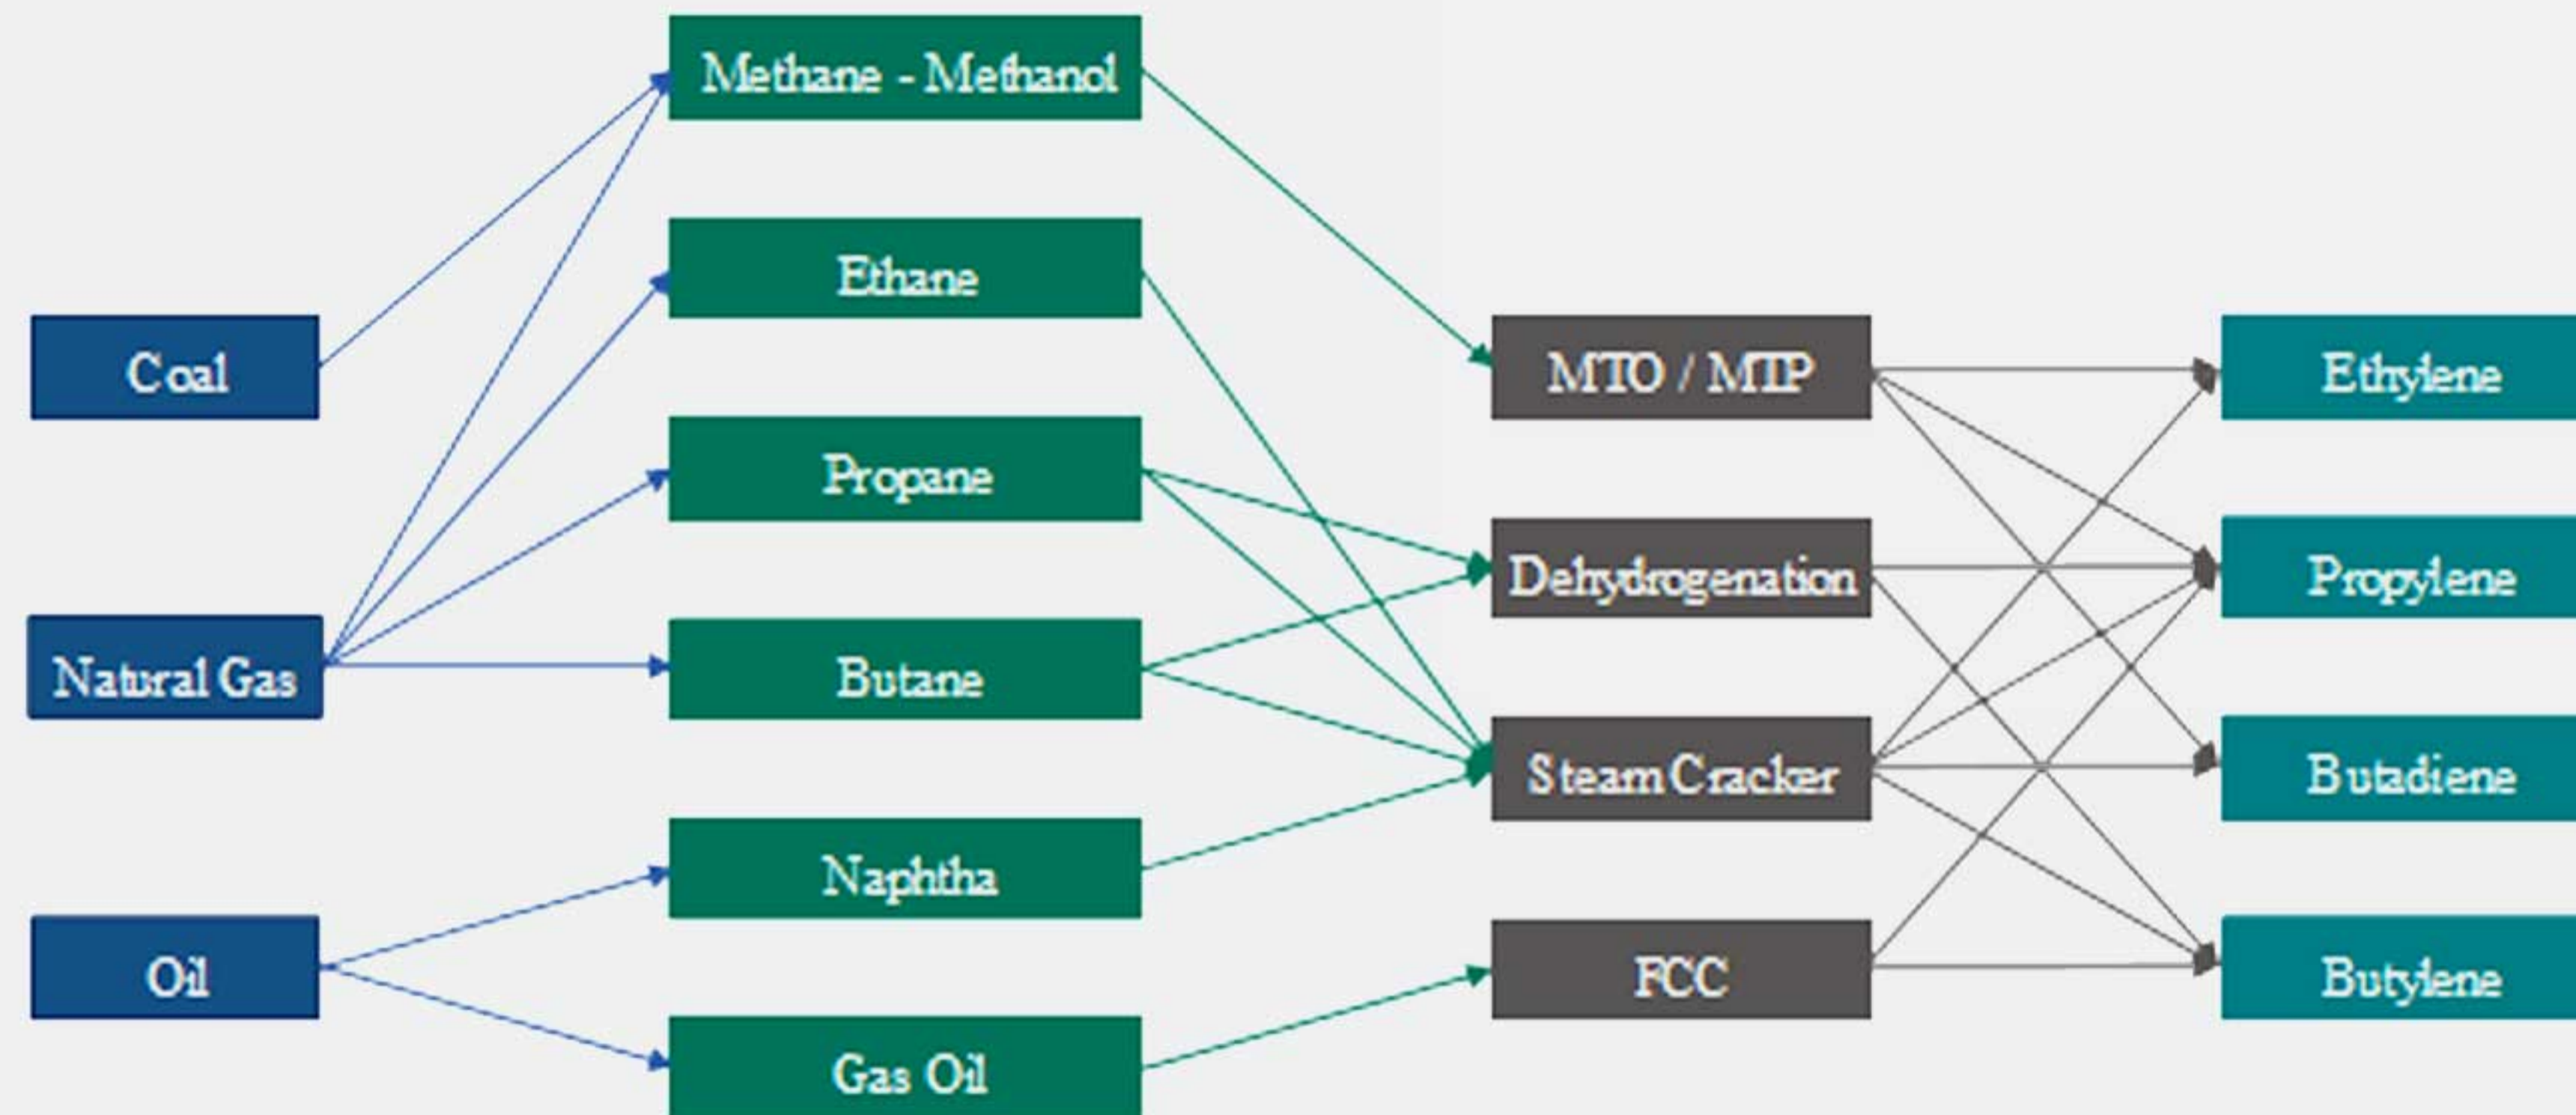 Coal
Natural Gas
Oil
Methane - Methanol
Ethane
Propane
Butane
Naphtha
Gas Oil
MTO / MTP
Dehydrogenation
Steam Cracker
FCC
Ethylene
Propylene
Butadiene
Butylene